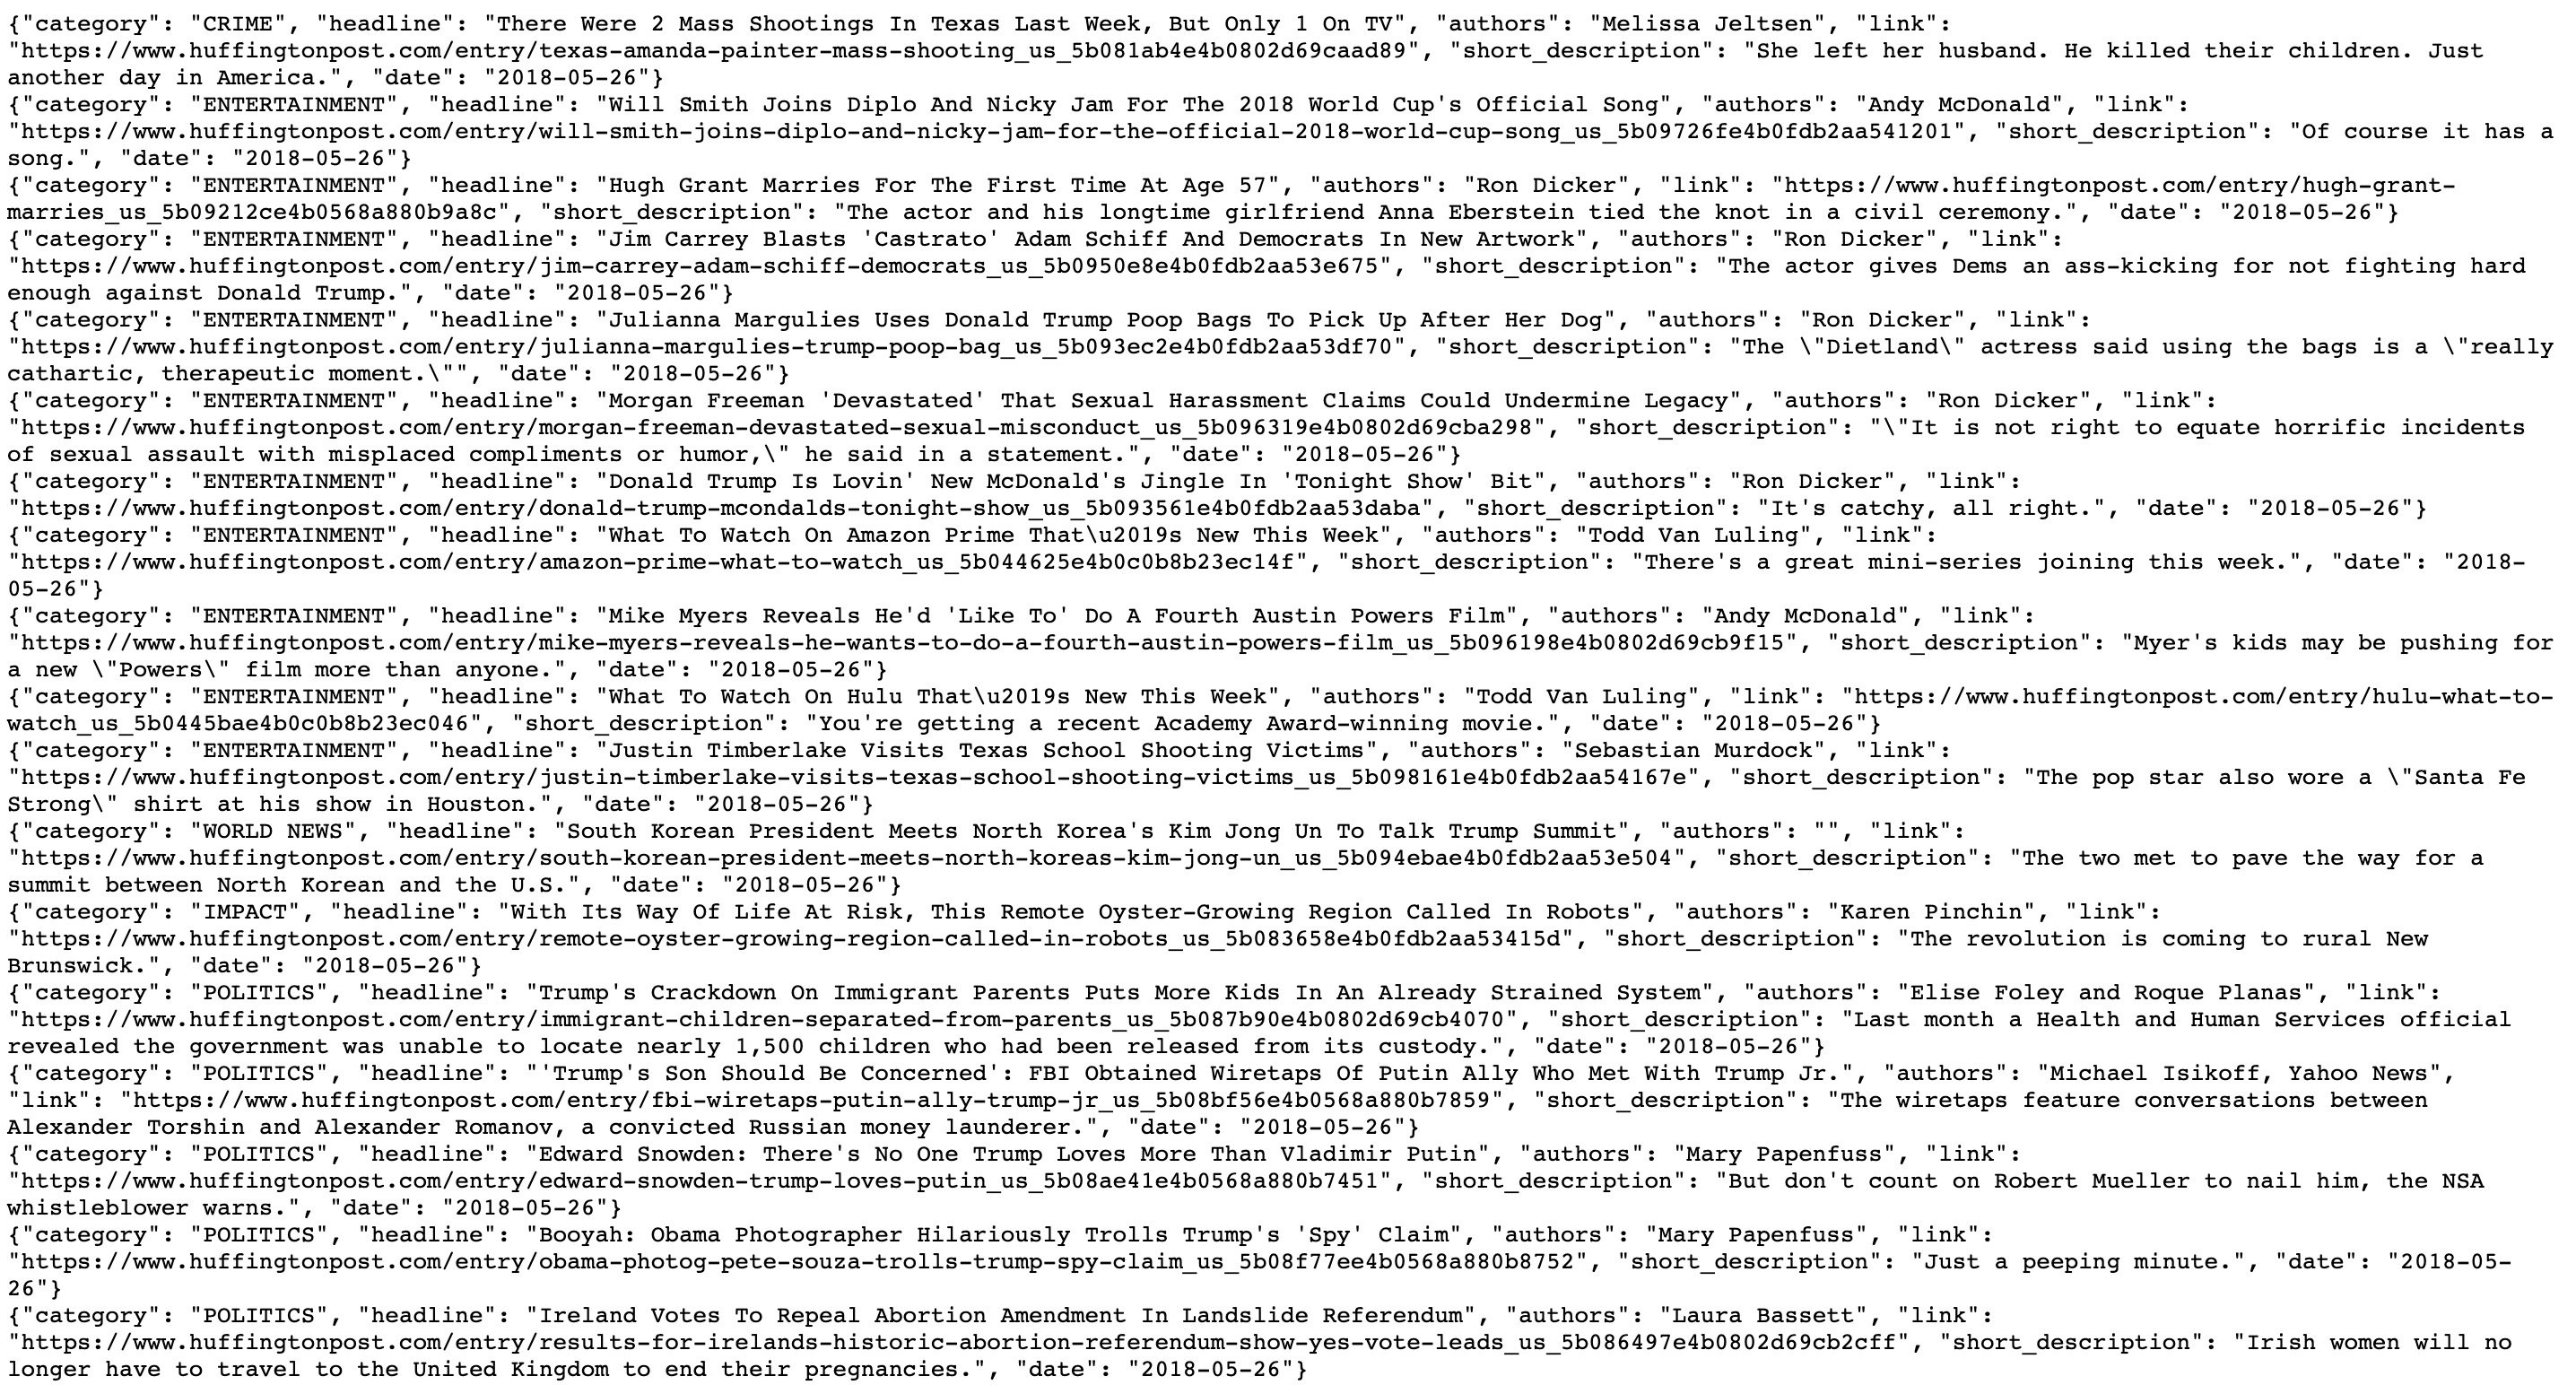 {"category": "CRIME", "headline": "There Were 2 Mass Shootings In Texas Last Week, But Only 1 On TV", "authors": "Melissa Jeltsen", "link":
"https://www.huffingtonpost.com/entry/texas-amanda-painter-mass-shooting_us_5b081ab4e4b0802d69caad89", "short_description": "She left her husband. He killed their children. Just
another day in America.", "date": "2018-05-26"}
{"category": "ENTERTAINMENT", "headline": "Will Smith Joins Diplo And Nicky Jam For The 2018 World Cup's Official Song", "authors": "Andy McDonald", "link":
"https://www.huffingtonpost.com/entry/will-smith-joins-diplo-and-nicky-jam-for-the-official-2018-world-cup-song_us_5b09726fe4b0fdb2aa541201", "short_description": "Of course it has a
song.", "date": "2018-05-26"}
{"category": "ENTERTAINMENT", "headline": "Hugh Grant Marries For The First Time At Age 57", "authors": "Ron Dicker", "link": "https://www.huffingtonpost.com/entry/hugh-grant-
marries_us_5b09212ce4b0568a880b9a8c", "short_description": "The actor and his longtime girlfriend Anna Eberstein tied the knot in a civil ceremony.", "date": "2018-05-26"}
{"category": "ENTERTAINMENT", "headline": "Jim Carrey Blasts 'Castrato' Adam Schiff And Democrats In New Artwork", "authors": "Ron Dicker", "link":
"https://www.huffingtonpost.com/entry/jim-carrey-adam-schiff-democrats_us_5b0950e8e4b0fdb2aa53e675", "short_description": "The actor gives Dems an ass-kicking for not fighting hard
enough against Donald Trump.", "date": "2018-05-26"}
{"category": "ENTERTAINMENT", "headline": "Julianna Margulies Uses Donald Trump Poop Bags To Pick Up After Her Dog", "authors": "Ron Dicker", "link":
"https://www.huffingtonpost.com/entry/julianna-margulies-trump-poop-bag_us_5b093ec2e4b0fdb2aa53df70", "short_description": "The \"Dietland\" actress said using the bags is a \"really
cathartic, therapeutic moment.\"", "date": "2018-05-26"}
{"category": "ENTERTAINMENT", "headline": "Morgan Freeman 'Devastated' That Sexual Harassment Claims Could Undermine Legacy", "authors": "Ron Dicker", "link":
"https://www.huffingtonpost.com/entry/morgan-freeman-devastated-sexual-misconduct_us_5b096319e4b0802d69cba298", "short_description": "\"It is not right to equate horrific incidents
of sexual assault with misplaced compliments or humor,\" he said in a statement.", "date": "2018-05-26"}
{"category": "ENTERTAINMENT", "headline": "Donald Trump Is Lovin' New McDonald's Jingle In 'Tonight Show' Bit", "authors": "Ron Dicker", "link":
"https://www.huffingtonpost.com/entry/donald-trump-mcondalds-tonight-show_us_5b093561e4b0fdb2aa53daba", "short_description": "It's catchy, all right.", "date": "2018-05-26"}
{"category": "ENTERTAINMENT", "headline": "What To Watch On Amazon Prime That\u2019s New This Week", "authors": "Todd Van Luling", "link":
"https://www.huffingtonpost.com/entry/amazon-prime-what-to-watch_us_5b044625e4b0c0b8b23ec14f", "short_description": "There's a great mini-series joining this week.", "date": "2018-
05-26"}
{"category": "ENTERTAINMENT", "headline": "Mike Myers Reveals He'd 'Like To' Do A Fourth Austin Powers Film", "authors": "Andy McDonald", "link":
"https://www.huffingtonpost.com/entry/mike-myers-reveals-he-wants-to-do-a-fourth-austin-powers-film_us_5b096198e4b0802d69cb9f15", "short_description": "Myer's kids may be pushing for
a new \"Powers\" film more than anyone.", "date": "2018-05-26"}
{"category": "ENTERTAINMENT", "headline": "What To Watch On Hulu That\u2019s New This Week", "authors": "Todd Van Luling", "link": "https://www.huffingtonpost.com/entry/hulu-what-to-
watch_us_5b0445bae4b0c0b8b23ec046", "short_description": "You're getting a recent Academy Award-winning movie.", "date": "2018-05-26"}
{"category": "ENTERTAINMENT", "headline": "Justin Timberlake Visits Texas School Shooting Victims", "authors": "Sebastian Murdock", "link":
"https://www.huffingtonpost.com/entry/justin-timberlake-visits-texas-school-shooting-victims_us_5b098161e4b0fdb2aa54167e", "short_description": "The pop star also wore a \"Santa Fe
Strong\" shirt at his show in Houston.", "date": "2018-05-26"}
{"category": "WORLD NEWS", "headline": "South Korean President Meets North Korea's Kim Jong Un To Talk Trump Summit", "authors": "", "link":
"https://www.huffingtonpost.com/entry/south-korean-president-meets-north-koreas-kim-jong-un_us_5b094ebae4b0fdb2aa53e504", "short_description": "The two met to pave the way for a
summit between North Korean and the U.S.", "date": "2018-05-26"}
{"category": "IMPACT", "headline": "With Its Way Of Life At Risk, This Remote Oyster-Growing Region Called In Robots", "authors": "Karen Pinchin", "link":
"https://www.huffingtonpost.com/entry/remote-oyster-growing-region-called-in-robots_us_5b083658e4b0fdb2aa53415d", "short_description": "The revolution is coming to rural New
Brunswick.", "date": "2018-05-26"}
{"category": "POLITICS", "headline": "Trump's Crackdown On Immigrant Parents Puts More Kids In An Already Strained System", "authors": "Elise Foley and Roque Planas", "link":
"https://www.huffingtonpost.com/entry/immigrant-children-separated-from-parents_us_5b087b90e4b0802d69cb4070", "short_description": "Last month a Health and Human Services official
revealed the government was unable to locate nearly 1,500 children who had been released from its custody.", "date": "2018-05-26"}
{"category": "POLITICS", "headline": "'Trump's Son Should Be Concerned': FBI Obtained Wiretaps Of Putin Ally Who Met With Trump Jr.", "authors": "Michael Isikoff, Yahoo News",
"link": "https://www.huffingtonpost.com/entry/fbi-wiretaps-putin-ally-trump-jr_us_5b08bf56e4b0568a880b7859", "short_description": "The wiretaps feature conversations between
Alexander Torshin and Alexander Romanov, a convicted Russian money launderer.", "date": "2018-05-26"}
{"category": "POLITICS", "headline": "Edward Snowden: There's No One Trump Loves More Than Vladimir Putin", "authors": "Mary Papenfuss", "link":
"https://www.huffingtonpost.com/entry/edward-snowden-trump-loves-putin_us_5b08ae41e4b0568a880b7451", "short_description": "But don't count on Robert Mueller to nail him, the NSA
whistleblower warns.", "date": "2018-05-26"}
{"category": "POLITICS", "headline": "Booyah: Obama Photographer Hilariously Trolls Trump's 'Spy' Claim", "authors": "Mary Papenfuss", "link":
"https://www.huffingtonpost.com/entry/obama-photog-pete-souza-trolls-trump-spy-claim_us_5b08f77ee4b0568a880b8752", "short_description": "Just a peeping minute.", "date": "2018-05-
26"}
{"category": "POLITICS", "headline": "Ireland Votes To Repeal Abortion Amendment In Landslide Referendum", "authors": "Laura Bassett", "link":
"https://www.huffingtonpost.com/entry/results-for-irelands-historic-abortion-referendum-show-yes-vote-leads_us_5b086497e4b0802d69cb2cff", "short_description": "Irish women will no
longer have to travel to the United Kingdom to end their pregnancies.", "date": "2018-05-26"}